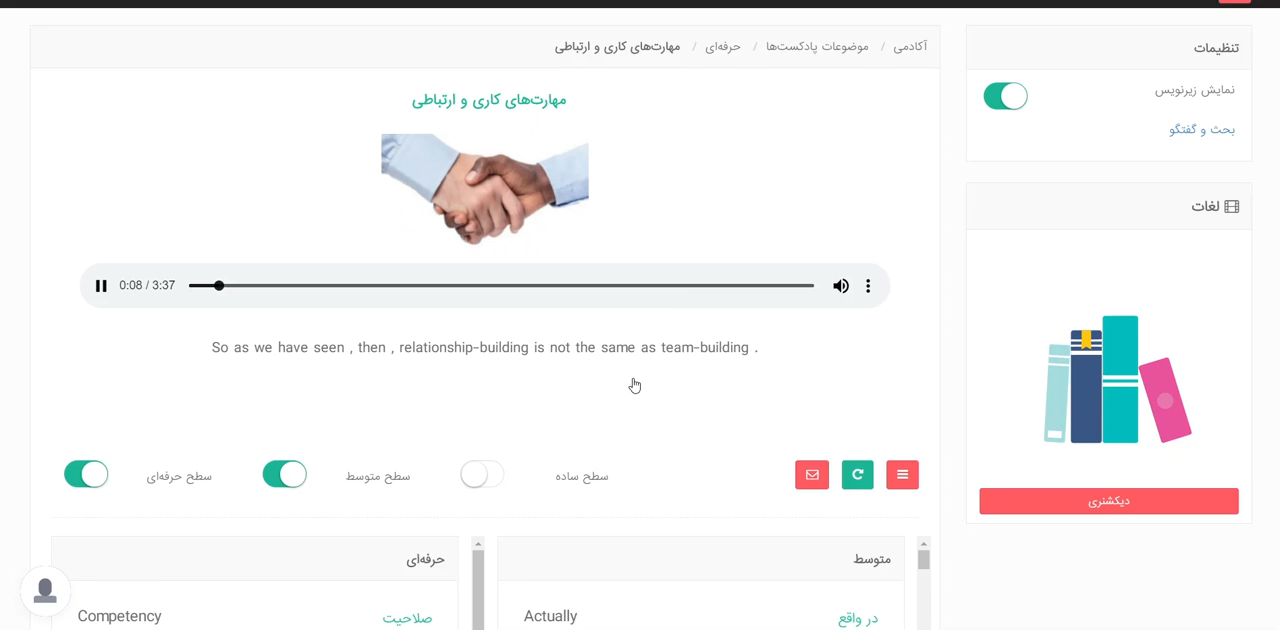 آکادمی / موضوعات پادکست‌ها / حرفه‌ای / مهارت‌های کاری و ارتباطی
تنظیمات
نمایش زیرنویس
بحث و گفتگو
مهارت‌های کاری و ارتباطی
لغات
0:08 / 3:37
So as we have seen , then , relationship-building is not the same as team-building .
سطح ساده
سطح متوسط
سطح حرفه‌ای
دیکشنری
متوسط
حرفه‌ای
Actually در واقع
Competency صلاحیت